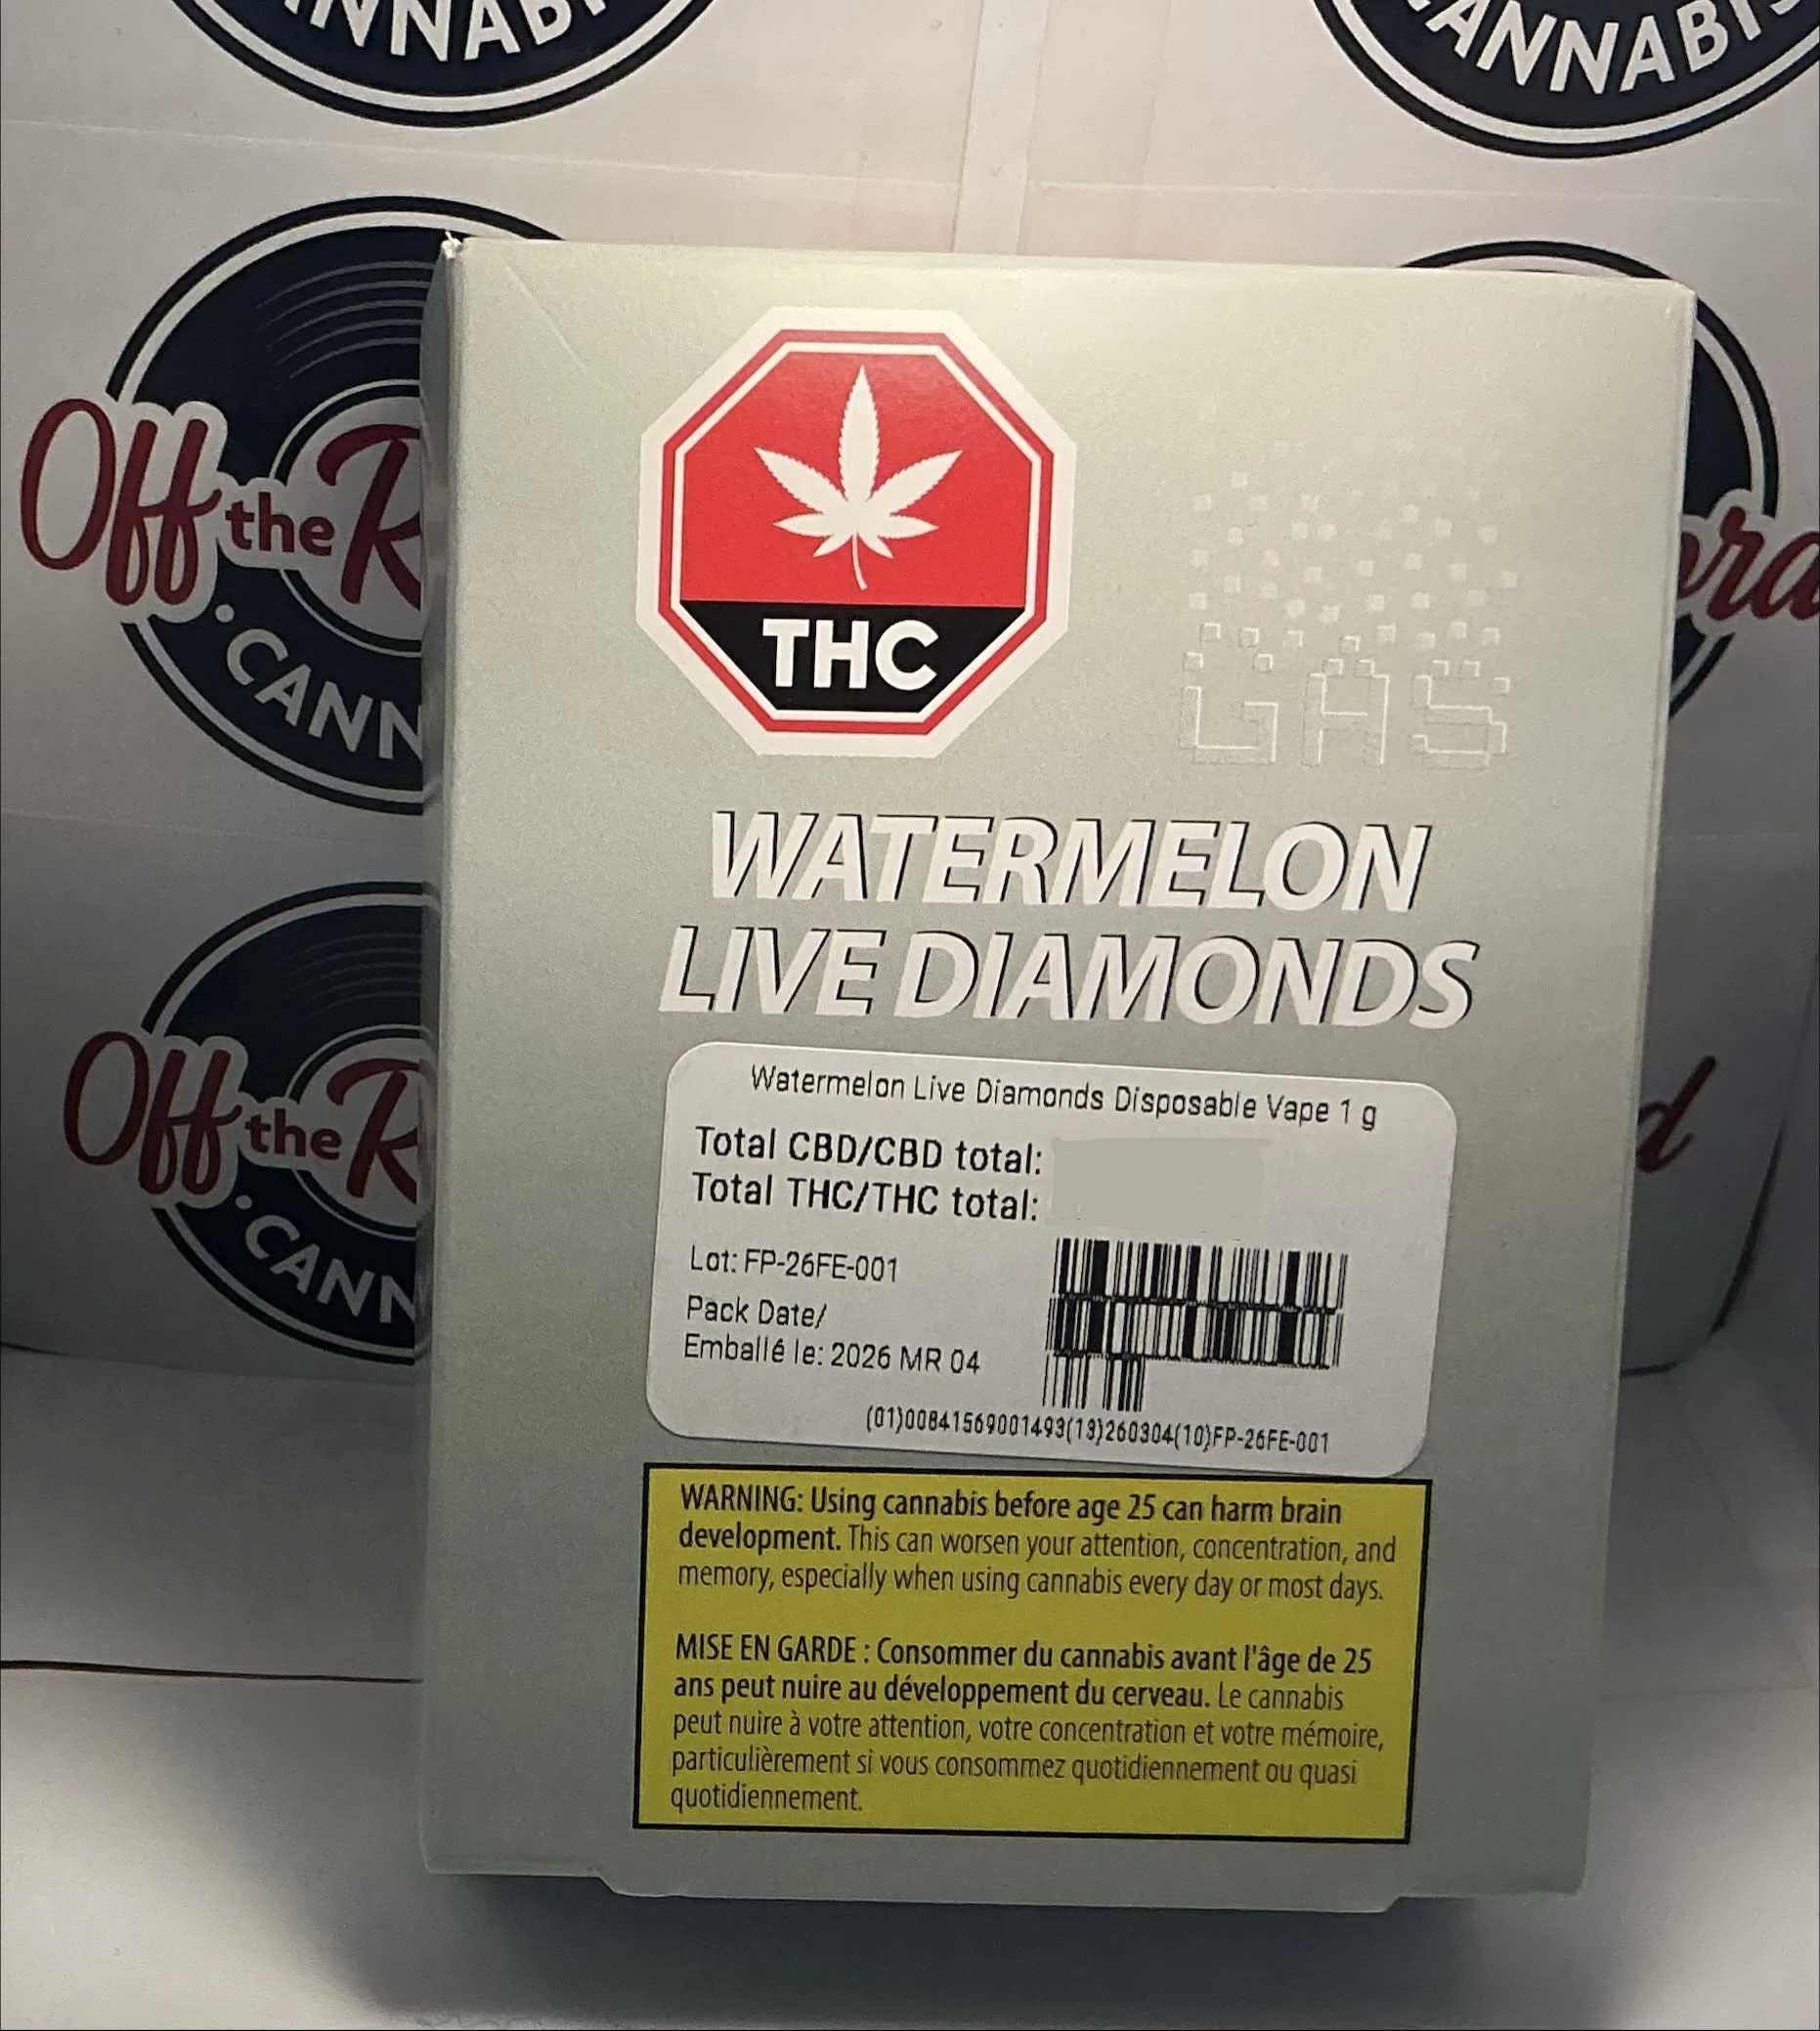 CANNABIS
CANNABIS
Off the R
CANN
ord
THC
GAS
WATERMELON
LIVE DIAMONDS
Off the R
CANN
d
Watermelon Live Diamonds Disposable Vape 1 g
Total CBD/CBD total:
Total THC/THC total:
Lot: FP-26FE-001
Pack Date/
Emballé le: 2026 MR 04
(01)00841569001493(13)260304(10)FP-26FE-001
WARNING: Using cannabis before age 25 can harm brain
development. This can worsen your attention, concentration, and
memory, especially when using cannabis every day or most days.
MISE EN GARDE : Consommer du cannabis avant l'âge de 25
ans peut nuire au développement du cerveau. Le cannabis
peut nuire à votre attention, votre concentration et votre mémoire,
particulièrement si vous consommez quotidiennement ou quasi
quotidiennement.